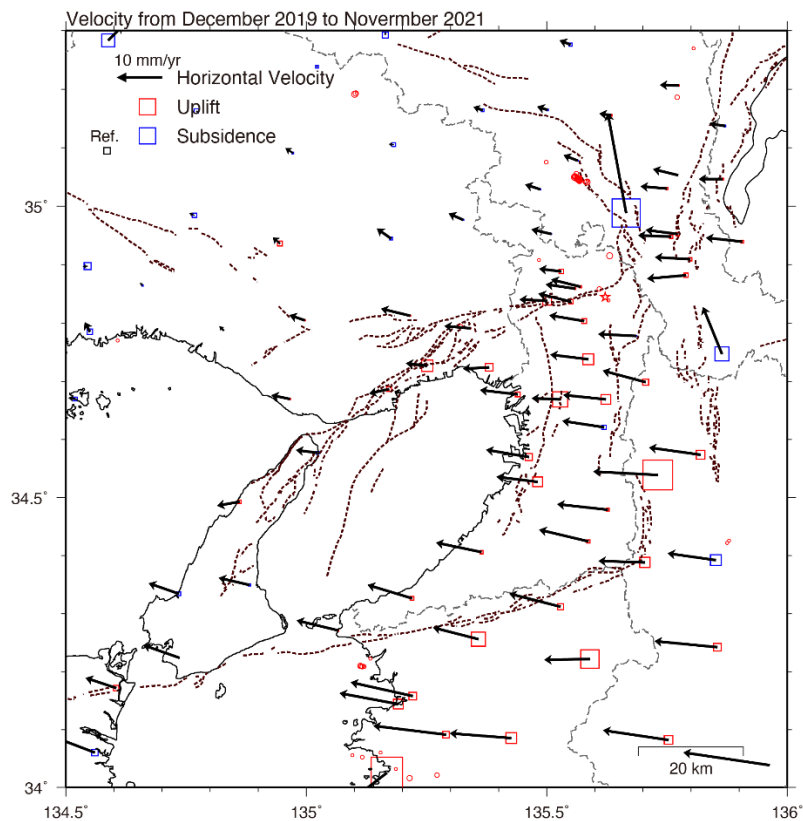 Velocity from December 2019 to Novermber 2021
10 mm/yr
Horizontal Velocity
Uplift
Ref.
Subsidence
35˚
34.5˚
34˚
20 km
134.5˚
135˚
135.5˚
136˚